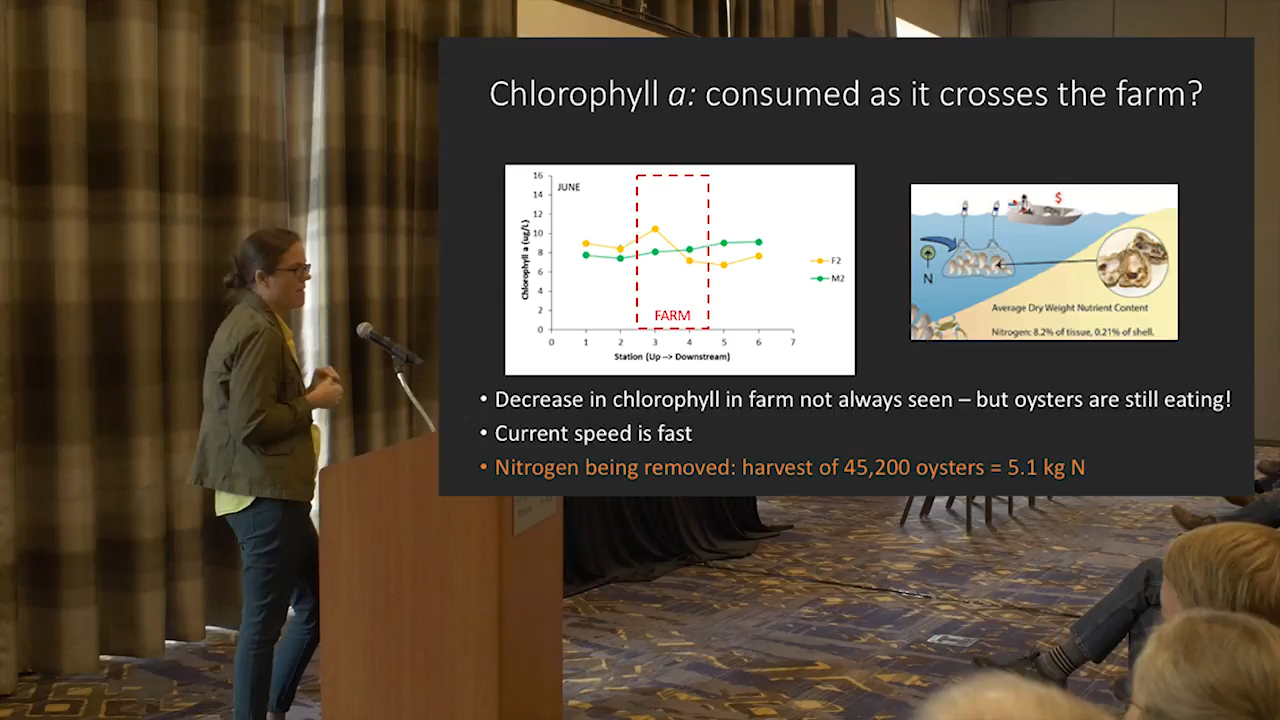 Chlorophyll a: consumed as it crosses the farm?
JUNE
Chlorophyll a (ug/L)
16
14
12
10
8
6
4
2
0
FARM
0 1 2 3 4 5 6 7
Station (Up --> Downstream)
F2
M2
$
N
Average Dry Weight Nutrient Content
Nitrogen: 8.2% of tissue, 0.21% of shell.
• Decrease in chlorophyll in farm not always seen – but oysters are still eating!
• Current speed is fast
• Nitrogen being removed: harvest of 45,200 oysters = 5.1 kg N